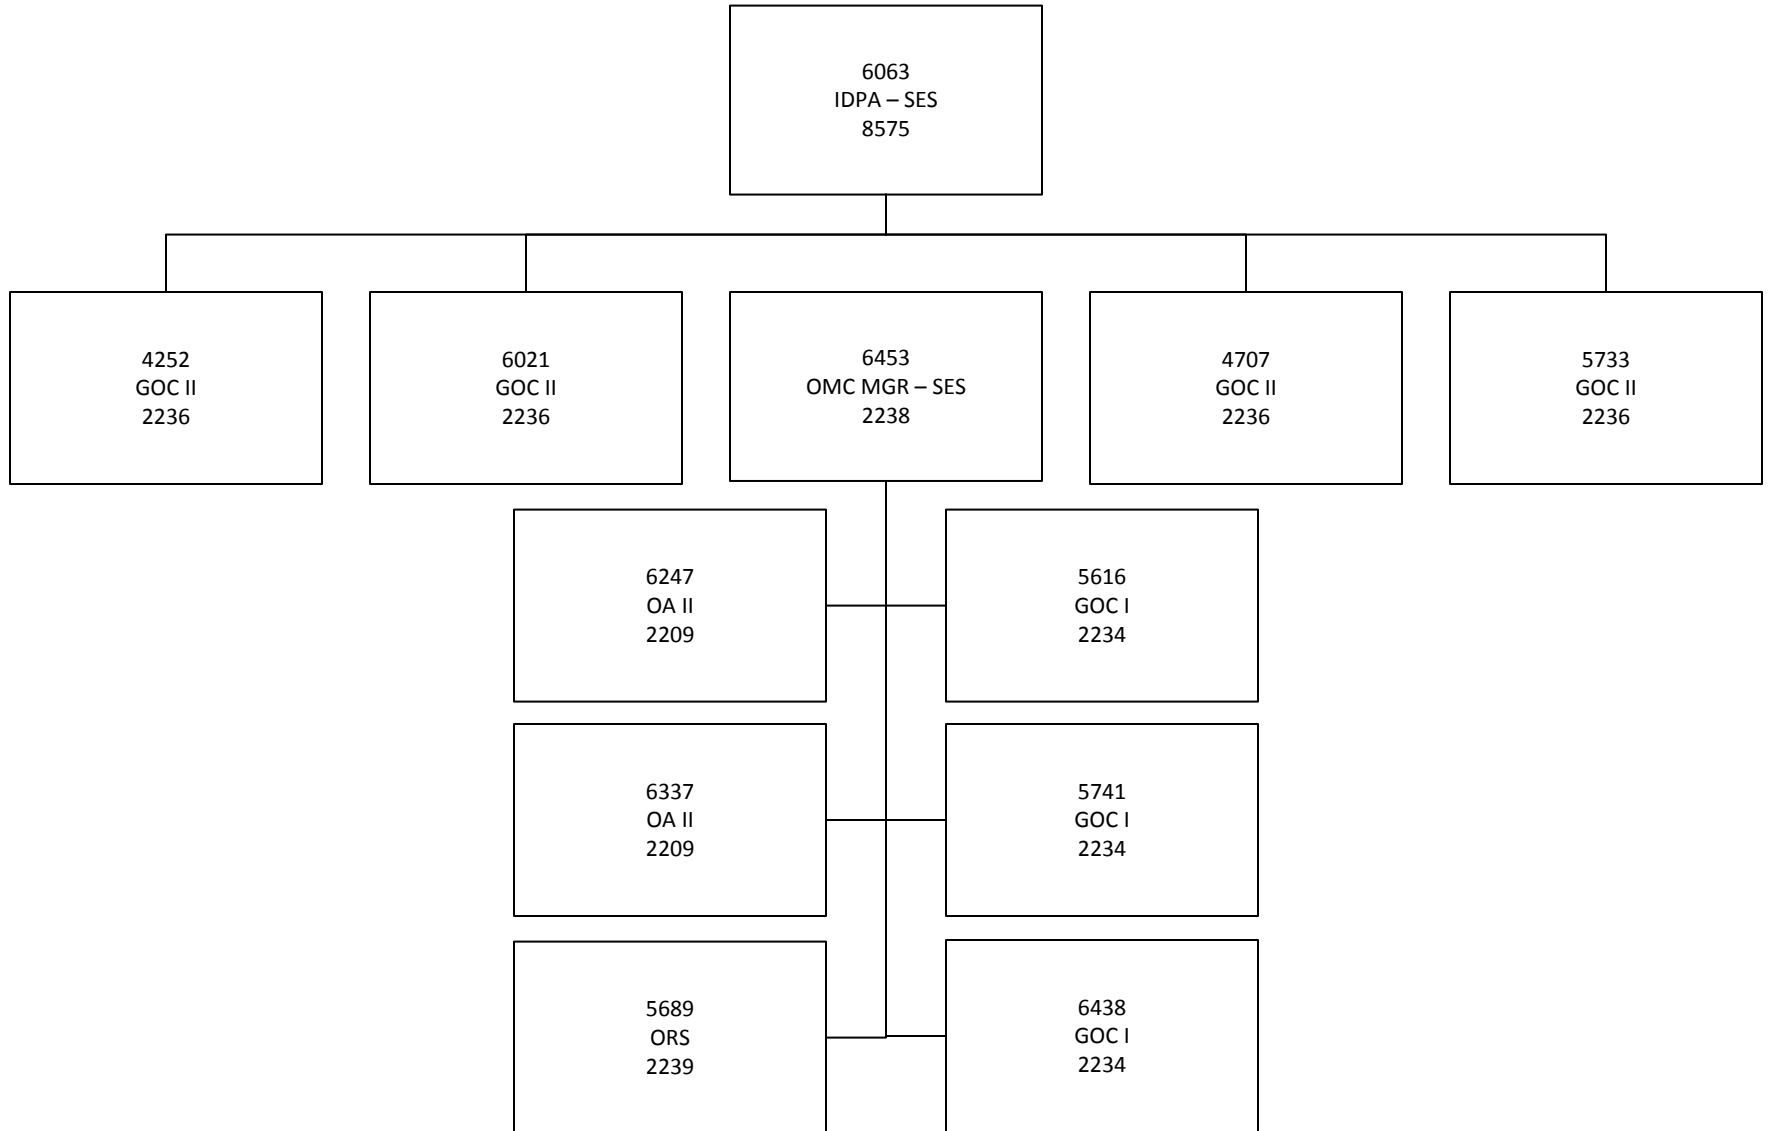 6063
IDPA – SES
8575
4252
GOC II
2236
6021
GOC II
2236
6453
OMC MGR – SES
2238
4707
GOC II
2236
5733
GOC II
2236
6247
OA II
2209
5616
GOC I
2234
6337
OA II
2209
5741
GOC I
2234
5689
ORS
2239
6438
GOC I
2234